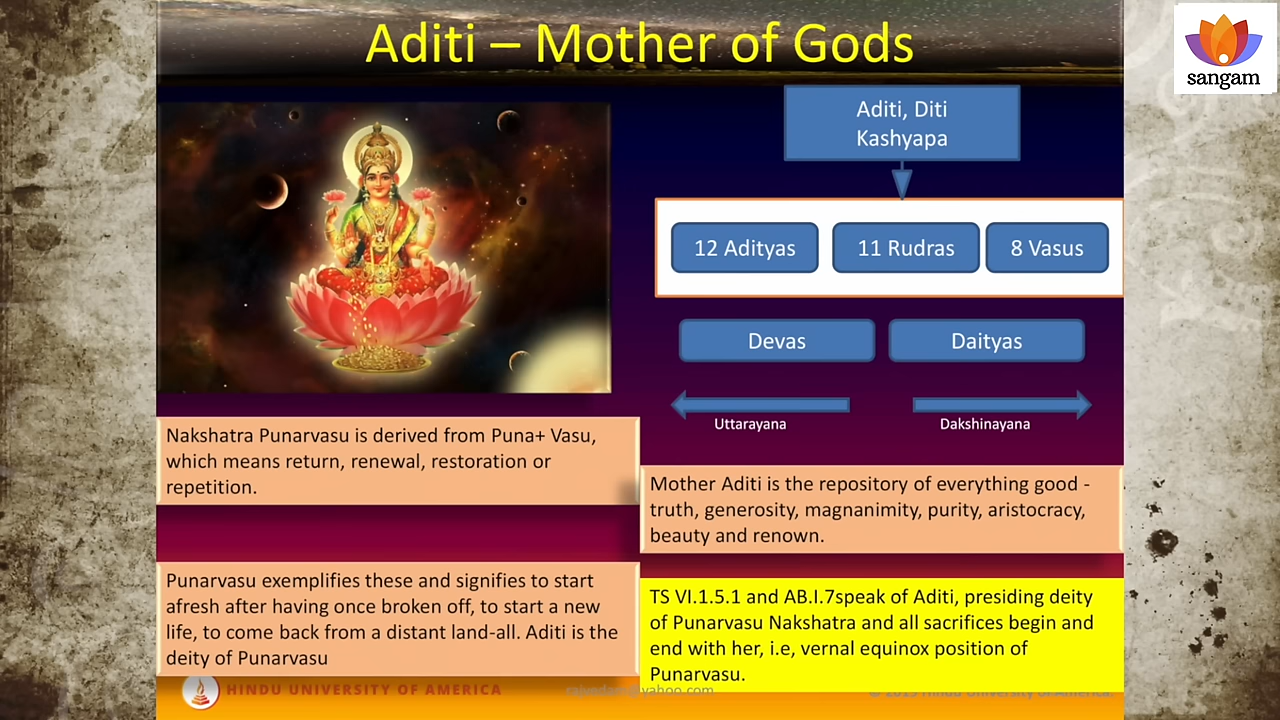 Aditi – Mother of Gods
sangam
Aditi, Diti
Kashyapa
12 Adityas
11 Rudras
8 Vasus
Devas
Daityas
Uttarayana
Dakshinayana
Nakshatra Punarvasu is derived from Puna+ Vasu,
which means return, renewal, restoration or
repetition.
Mother Aditi is the repository of everything good -
truth, generosity, magnanimity, purity, aristocracy,
beauty and renown.
Punarvasu exemplifies these and signifies to start
afresh after having once broken off, to start a new
life, to come back from a distant land-all. Aditi is the
deity of Punarvasu
TS VI.1.5.1 and AB.I.7speak of Aditi, presiding deity
of Punarvasu Nakshatra and all sacrifices begin and
end with her, i.e, vernal equinox position of
Punarvasu.
HINDU UNIVERSITY OF AMERICA
Hindu University of America